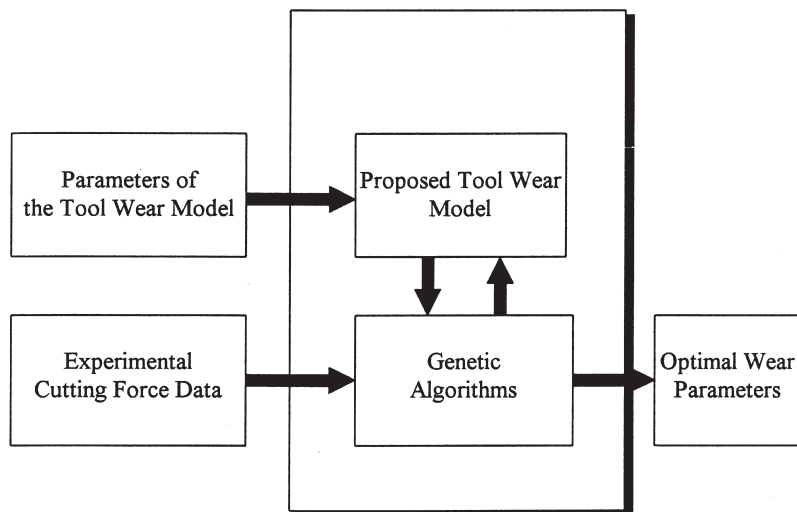 Parameters of
the Tool Wear Model
Proposed Tool Wear
Model
Experimental
Cutting Force Data
Genetic
Algorithms
Optimal Wear
Parameters